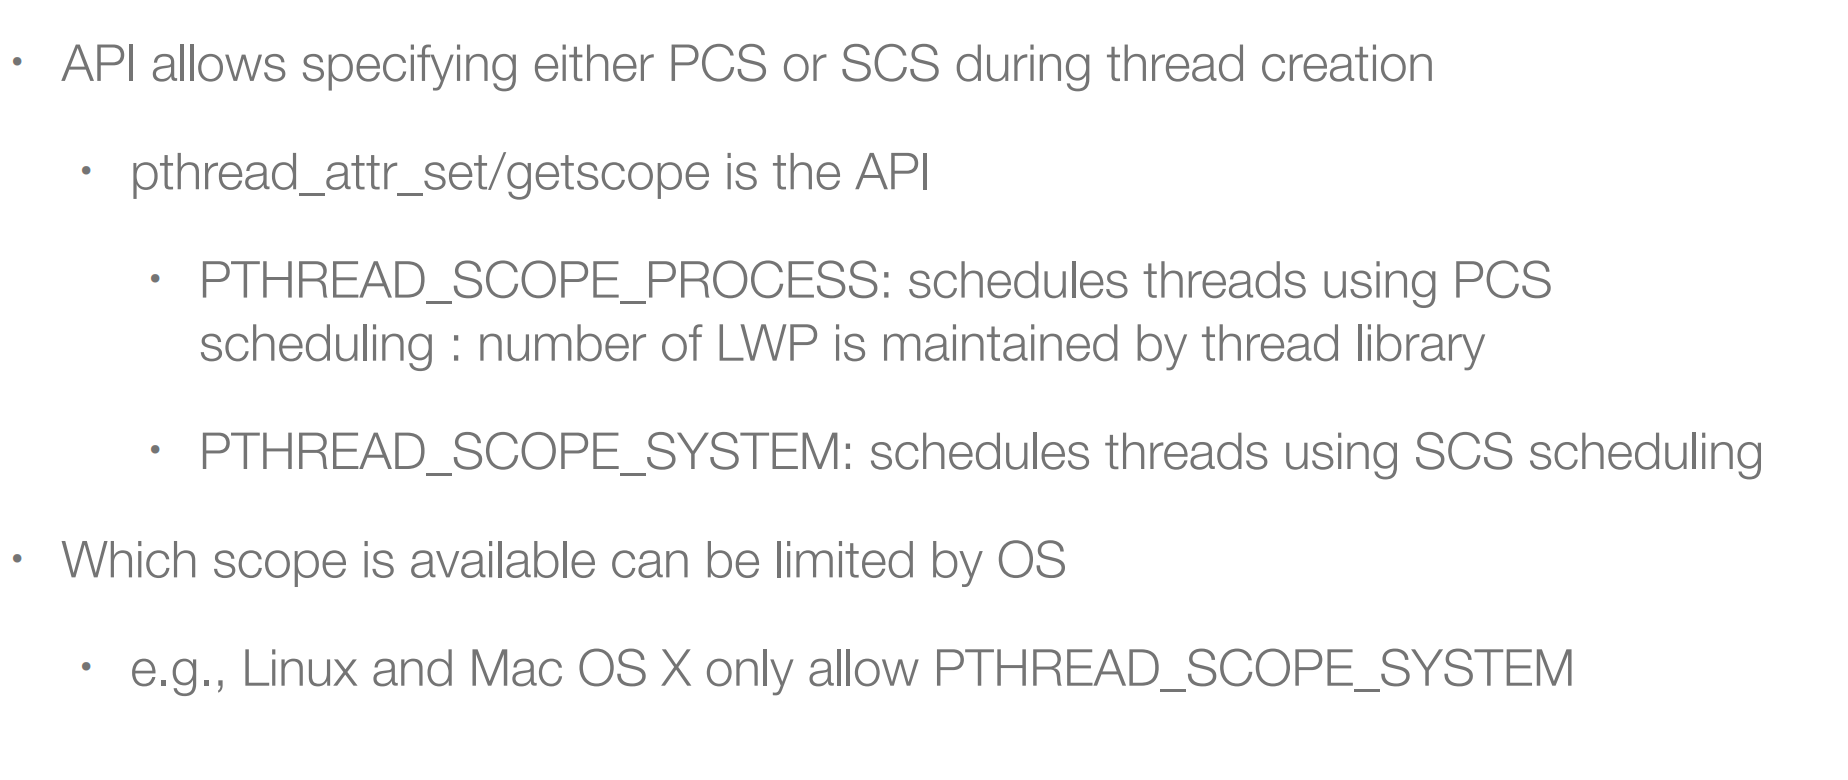 • API allows specifying either PCS or SCS during thread creation
• pthread_attr_set/getscope is the API
• PTHREAD_SCOPE_PROCESS: schedules threads using PCS
scheduling : number of LWP is maintained by thread library
• PTHREAD_SCOPE_SYSTEM: schedules threads using SCS scheduling
• Which scope is available can be limited by OS
• e.g., Linux and Mac OS X only allow PTHREAD_SCOPE_SYSTEM